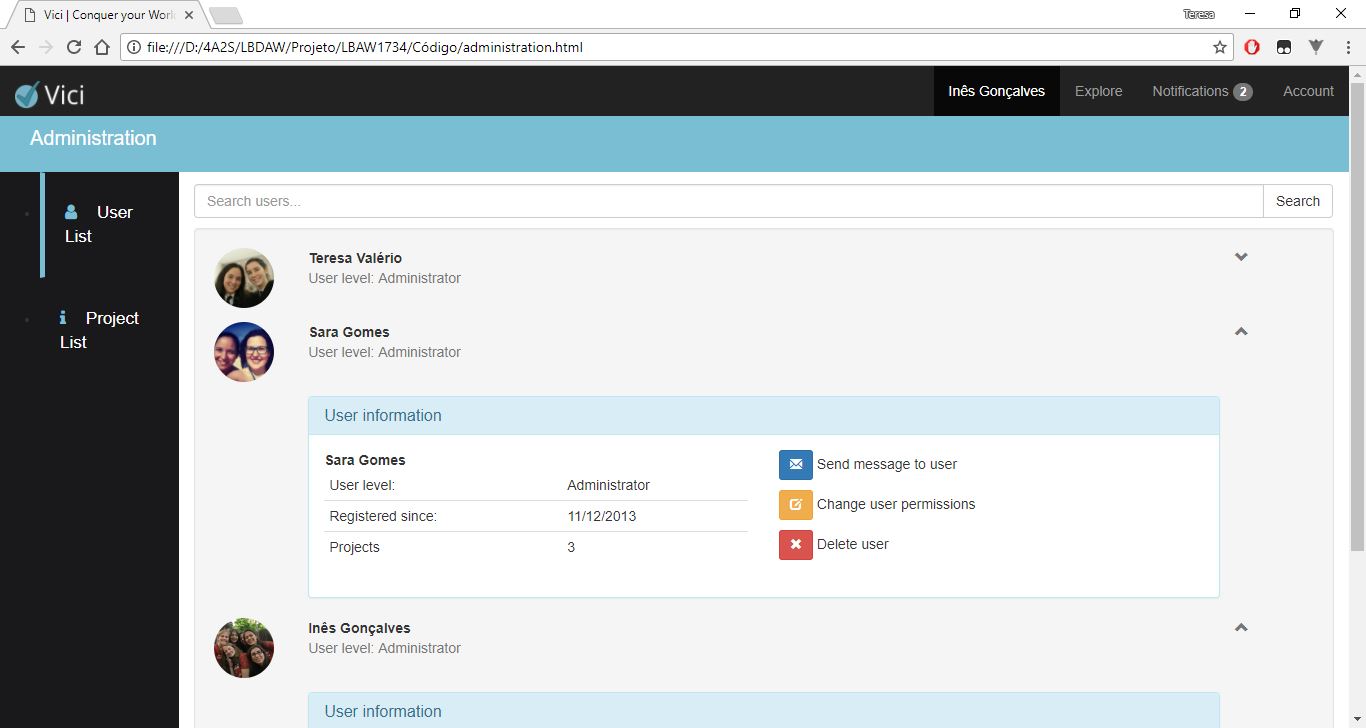 Vici | Conquer your Worl
Teresa
file:///D:/4A2S/LBDAW/Projeto/LBAW1734/Código/administration.html
Vici
Inês Gonçalves
Explore
Notifications 2
Account
Administration
User
List
Project
List
Search users...
Search
Teresa Valério
User level: Administrator
Sara Gomes
User level: Administrator
User information
Sara Gomes
User level: Administrator
Registered since: 11/12/2013
Projects 3
Send message to user
Change user permissions
Delete user
Inês Gonçalves
User level: Administrator
User information